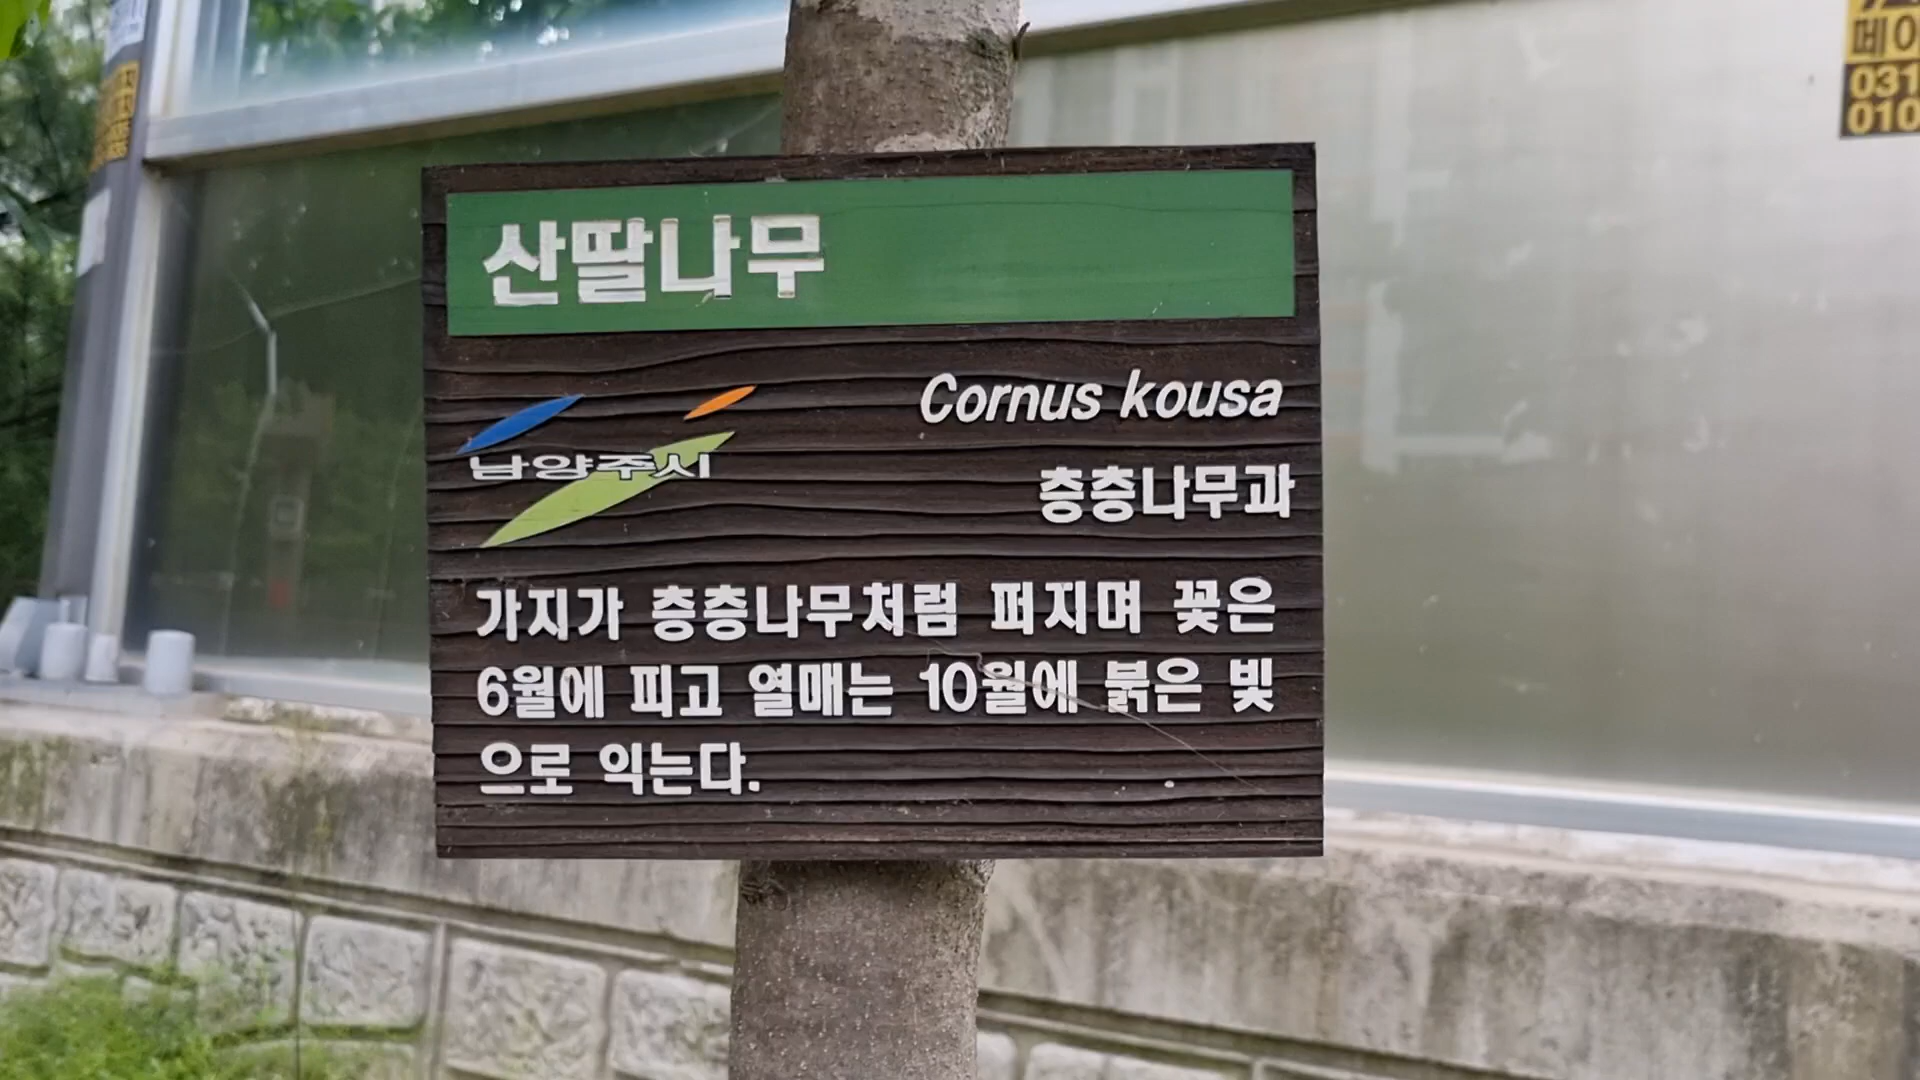 산딸나무
Cornus kousa
남양주시
층층나무과
가지가 층층나무처럼 퍼지며 꽃은
6월에 피고 열매는 10월에 붉은 빛
으로 익는다.
031
010